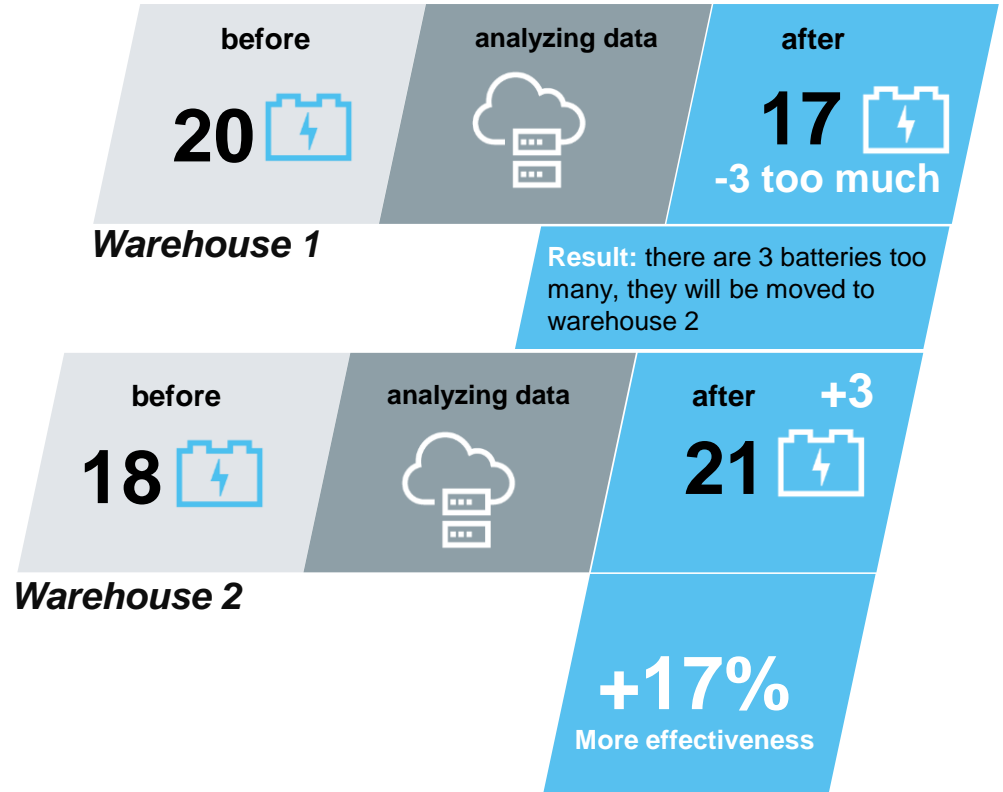 before
analyzing data
after
20
17
-3 too much
Warehouse 1
Result: there are 3 batteries too
many, they will be moved to
warehouse 2
before
analyzing data
after
+3
18
21
Warehouse 2
+17%
More effectiveness